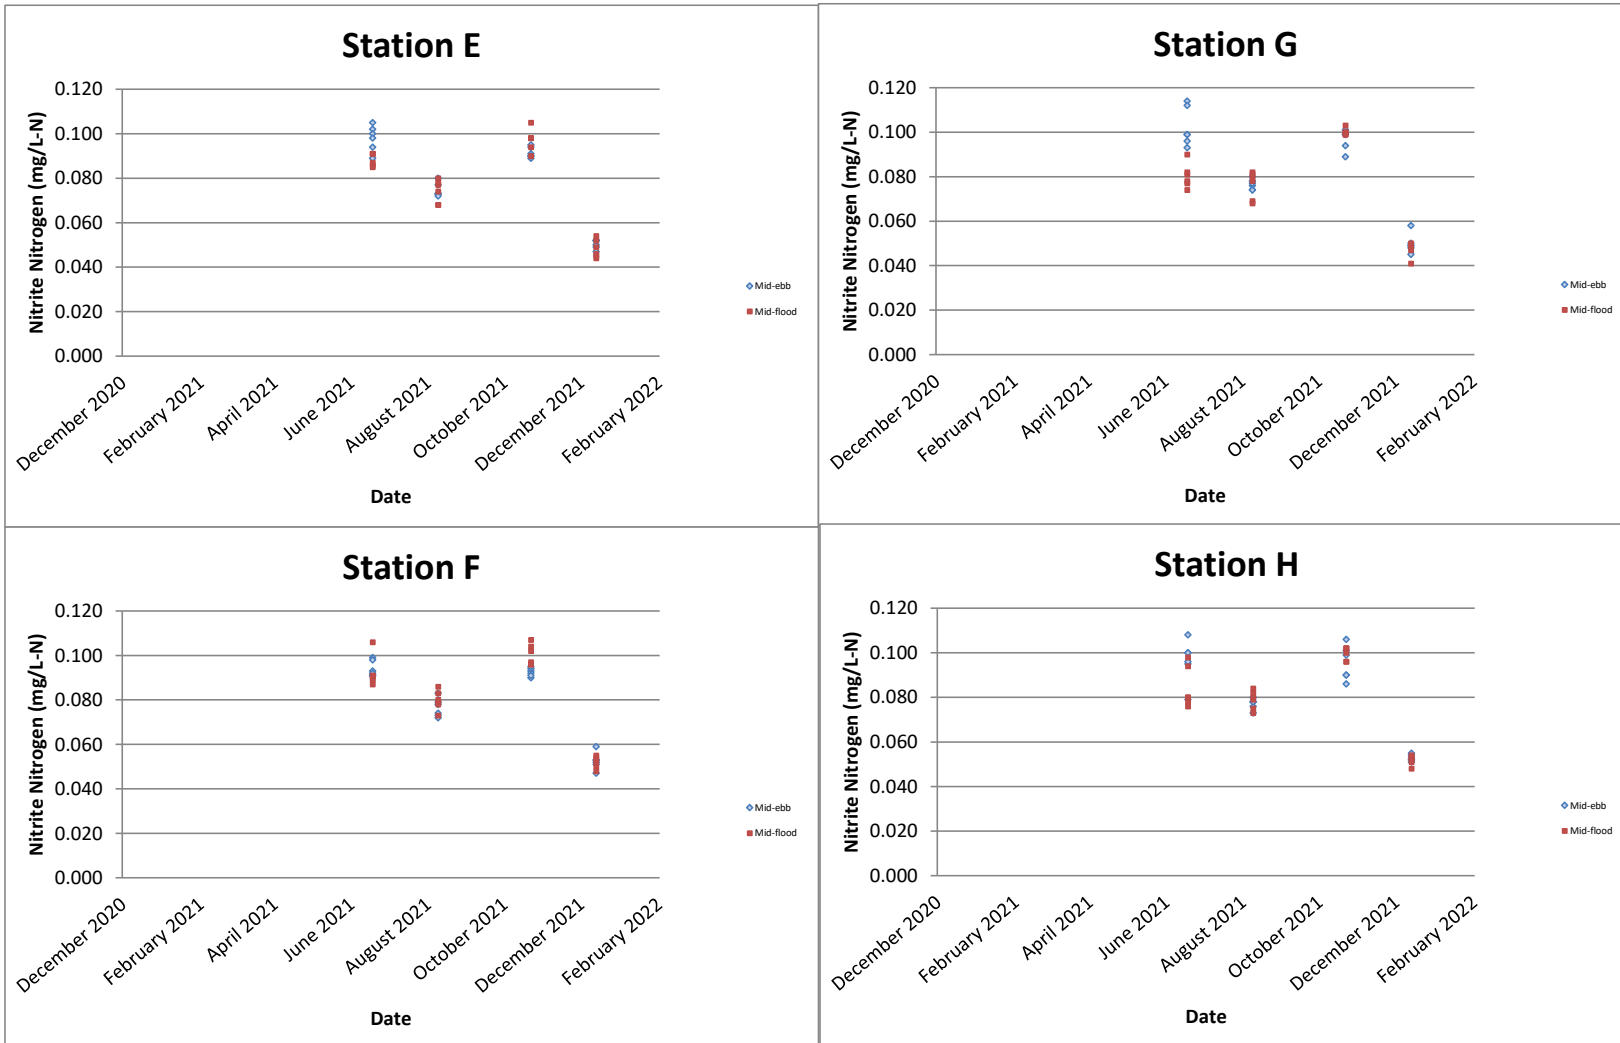 Station E
0.120
0.100
0.080
0.060
0.040
0.020
0.000
Nitrite Nitrogen (mg/L-N)
December 2020
February 2021
April 2021
June 2021
August 2021
October 2021
December 2021
February 2022
Date
Mid-ebb
Mid-flood
Station G
0.120
0.100
0.080
0.060
0.040
0.020
0.000
Nitrite Nitrogen (mg/L-N)
December 2020
February 2021
April 2021
June 2021
August 2021
October 2021
December 2021
February 2022
Date
Mid-ebb
Mid-flood
Station F
0.120
0.100
0.080
0.060
0.040
0.020
0.000
Nitrite Nitrogen (mg/L-N)
December 2020
February 2021
April 2021
June 2021
August 2021
October 2021
December 2021
February 2022
Date
Mid-ebb
Mid-flood
Station H
0.120
0.100
0.080
0.060
0.040
0.020
0.000
Nitrite Nitrogen (mg/L-N)
December 2020
February 2021
April 2021
June 2021
August 2021
October 2021
December 2021
February 2022
Date
Mid-ebb
Mid-flood